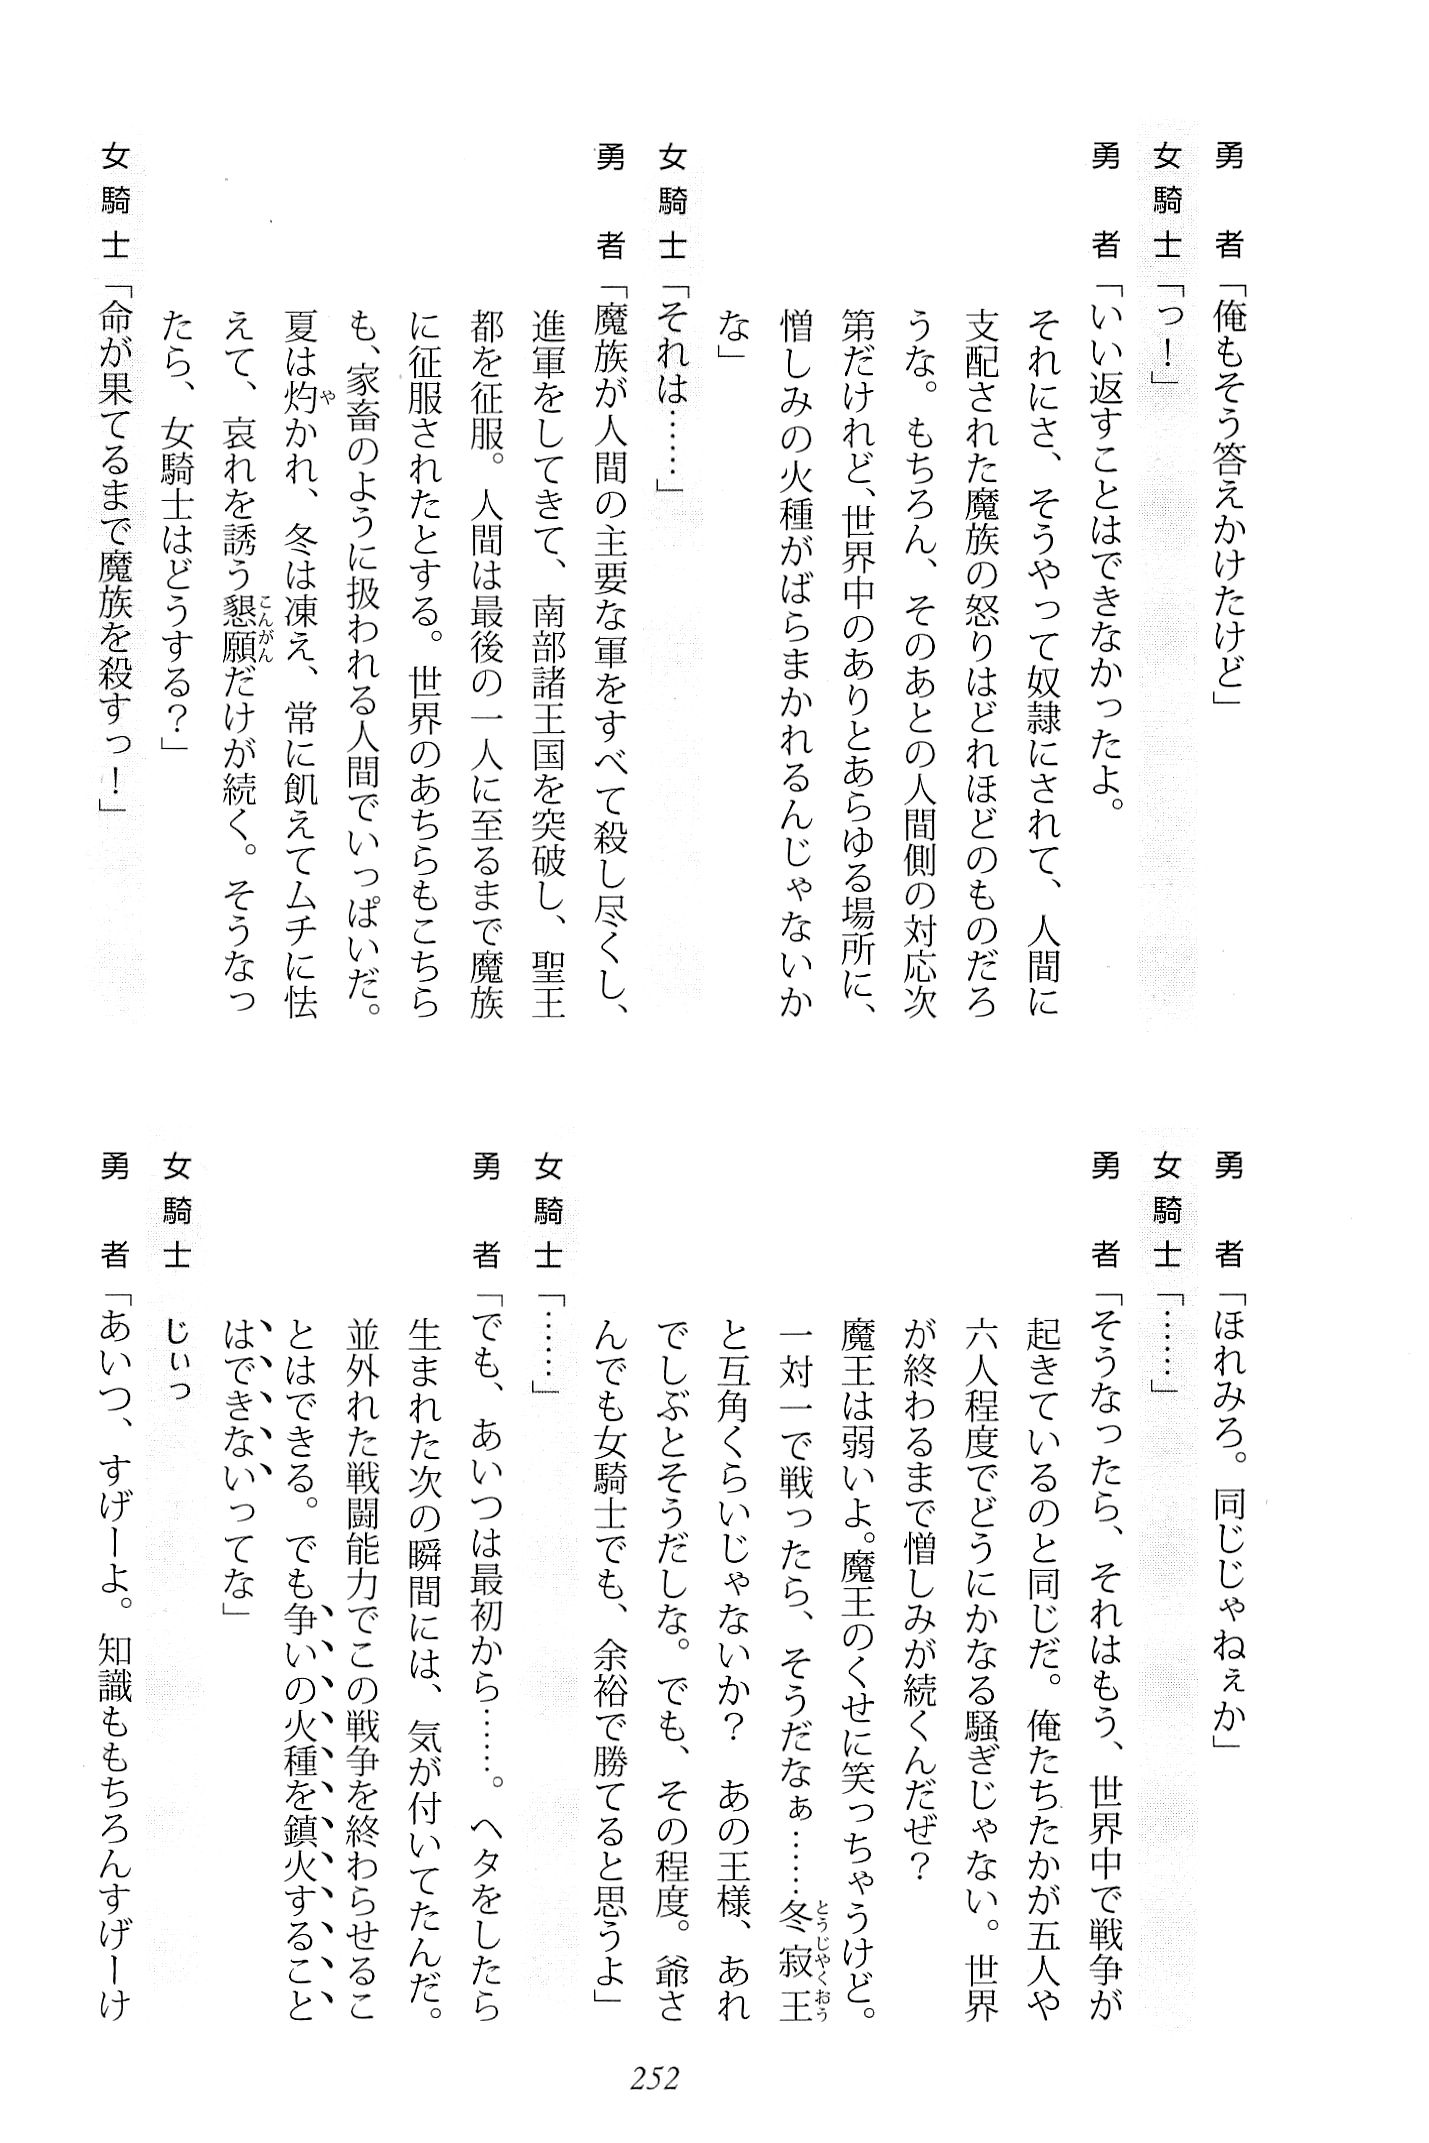 勇者「俺もそう答えかけたけど」
女騎士「っ！」
勇者「いい返すことはできなかったよ。
それにさ、そうやって奴隷にされて、人間に
支配された魔族の怒りはどれほどのものだろ
うな。もちろん、そのあとの人間側の対応次
第だけれど、世界中のありとあらゆる場所に、
憎しみの火種がばらまかれるんじゃないか
な」
女騎士「それは……」
勇者「魔族が人間の主要な軍をすべて殺し尽くし、
進軍をしてきて、南部諸王国を突破し、聖王
都を征服。人間は最後の一人に至るまで魔族
に征服されたとする。世界のあちらもこちら
も、家畜のように扱われる人間でいっぱいだ。
夏は灼かれ、冬は凍え、常に飢えてムチに怯
えて、哀れを誘う懇願だけが続く。そうなっ
たら、女騎士はどうする？」
女騎士「命が果てるまで魔族を殺すっ！」
勇者「ほれみろ。同じじゃねぇか」
女騎士「……」
勇者「そうなったら、それはもう、世界中で戦争が
起きているのと同じだ。俺たちたかが五人や
六人程度でどうにかなる騒ぎじゃない。世界
が終わるまで憎しみが続くんだぜ？
魔王は弱いよ。魔王のくせに笑っちゃうけど。
一対一で戦ったら、そうだなぁ……冬寂王
と互角くらいじゃないか？　あの王様、あれ
でしぶとそうだしな。でも、その程度。爺さ
んでも女騎士でも、余裕で勝てると思うよ」
女騎士「……」
勇者「でも、あいつは最初から……。ヘタをしたら
生まれた次の瞬間には、気が付いてたんだ。
並外れた戦闘能力でこの戦争を終わらせるこ
とはできる。でも争いの火種を鎮火すること
はできないってな」
女騎士　じぃっ
勇者「あいつ、すげーよ。知識ももちろんすげーけ
252